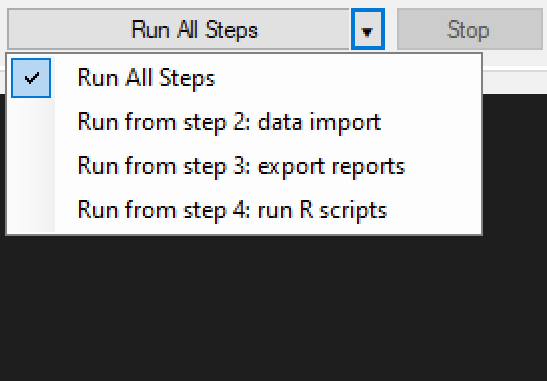 Run All Steps
Stop
Run All Steps
Run from step 2: data import
Run from step 3: export reports
Run from step 4: run R scripts